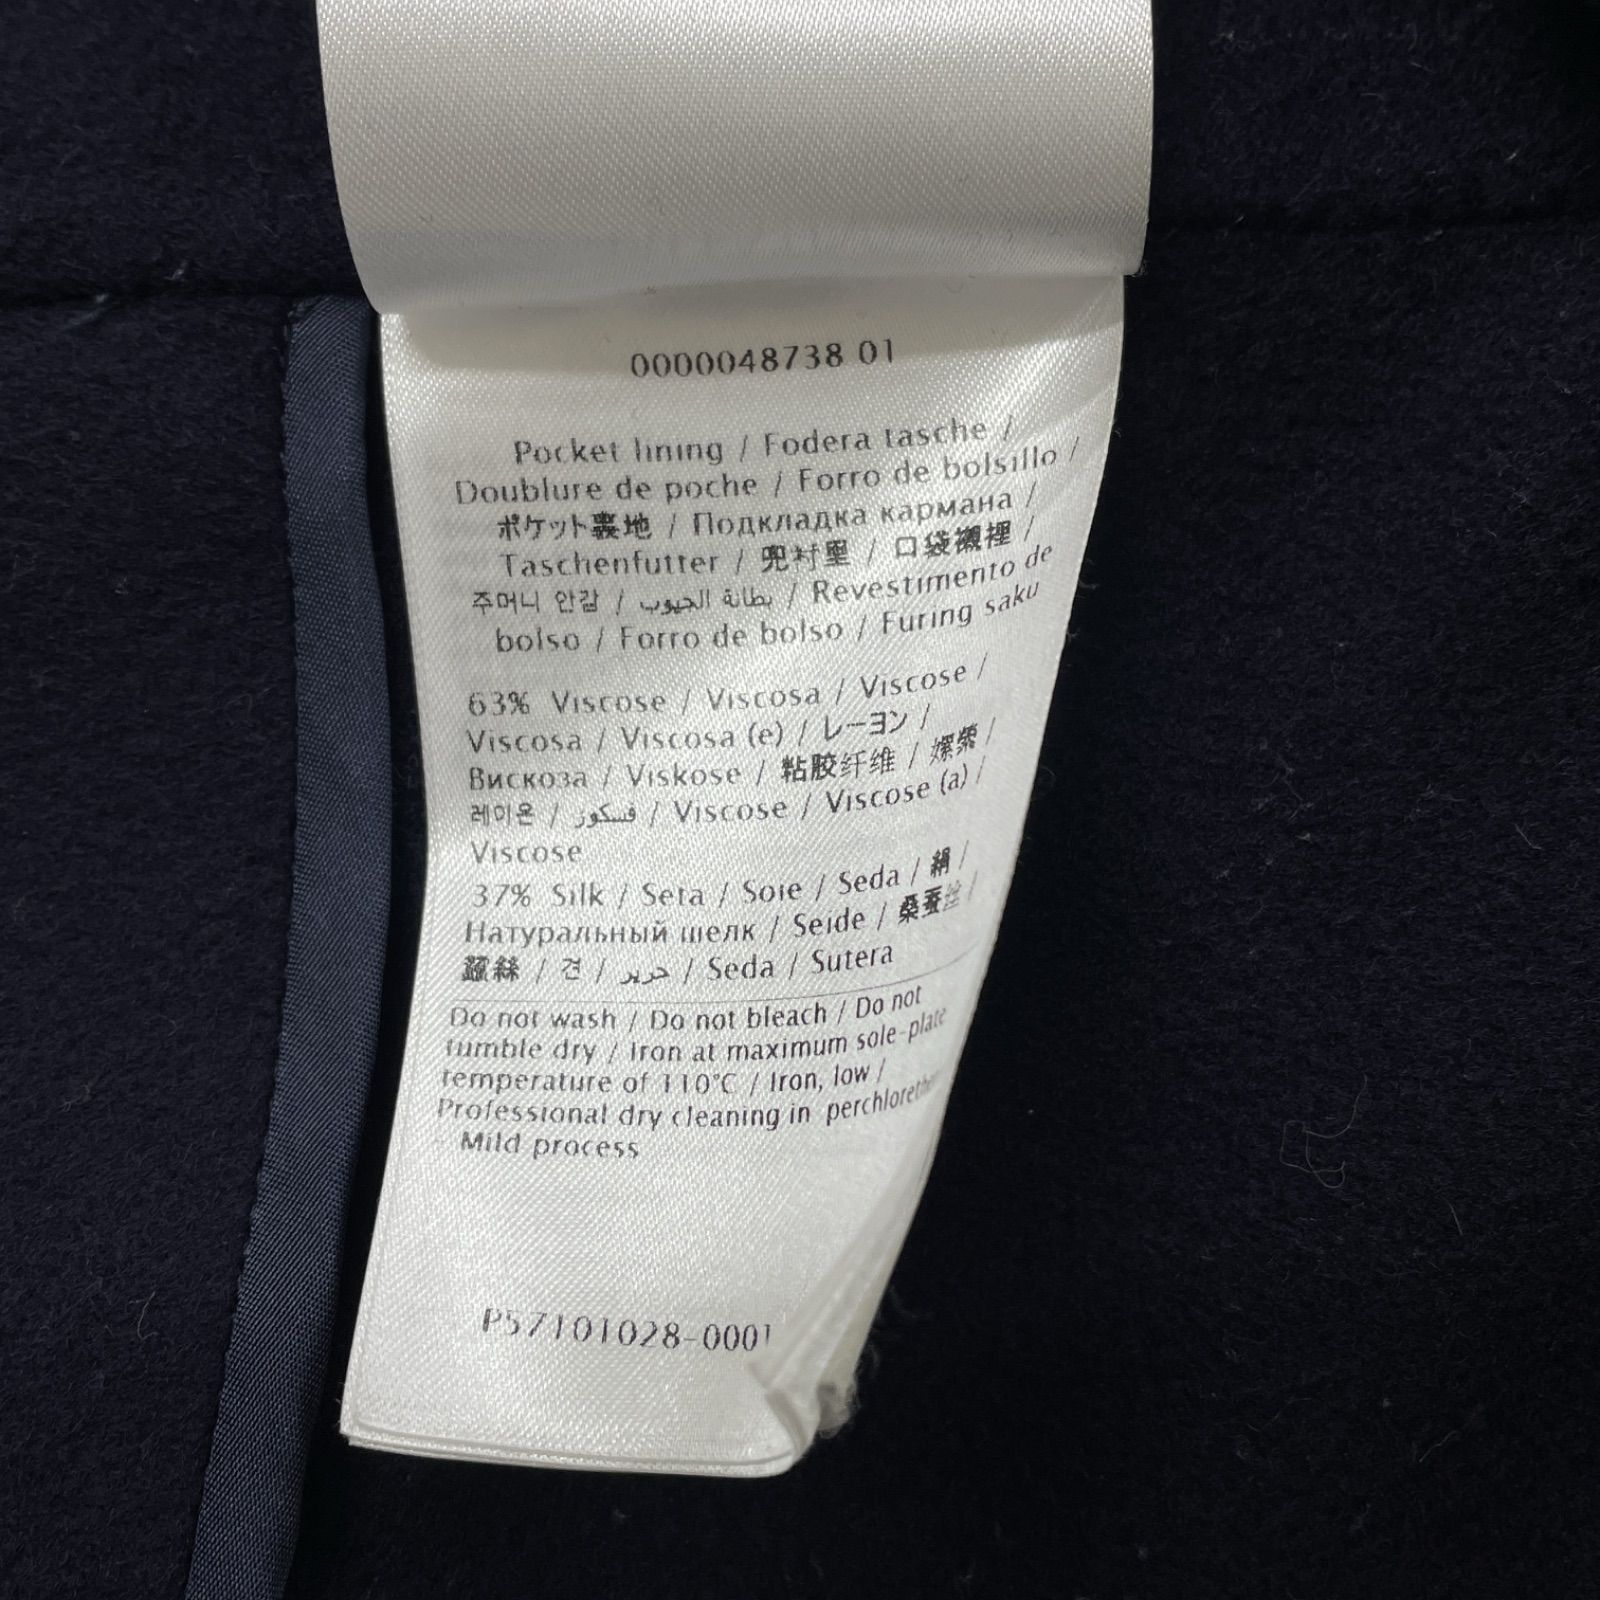 0000048738 01
Pocket lining / Fodera tasche /
Doublure de poche / Forro de bolsillo /
ポケット裏地 / Подкладка кармана /
Taschenfutter / 兜衬里 / 口袋襯裡 /
주머니 안감 / بطانة الجيوب / Revestimento de
bolso / Forro de bolso / Furing saku
63% Viscose / Viscosa / Viscose /
Viscosa / Viscosa (e) / レーヨン /
Вискоза / Viskose / 粘胶纤维 / 嫘縈 /
레이온 / فسكوز / Viscose / Viscose (a) /
Viscose
37% Silk / Seta / Soie / Seda / 絹 /
Натуральный шелк / Seide / 桑蚕丝 /
蠶絲 / 견 / حرير / Seda / Sutera
Do not wash / Do not bleach / Do not
tumble dry / Iron at maximum sole-plate
temperature of 110°C / Iron, low /
Professional dry cleaning in
- Mild process
P57101028-0001